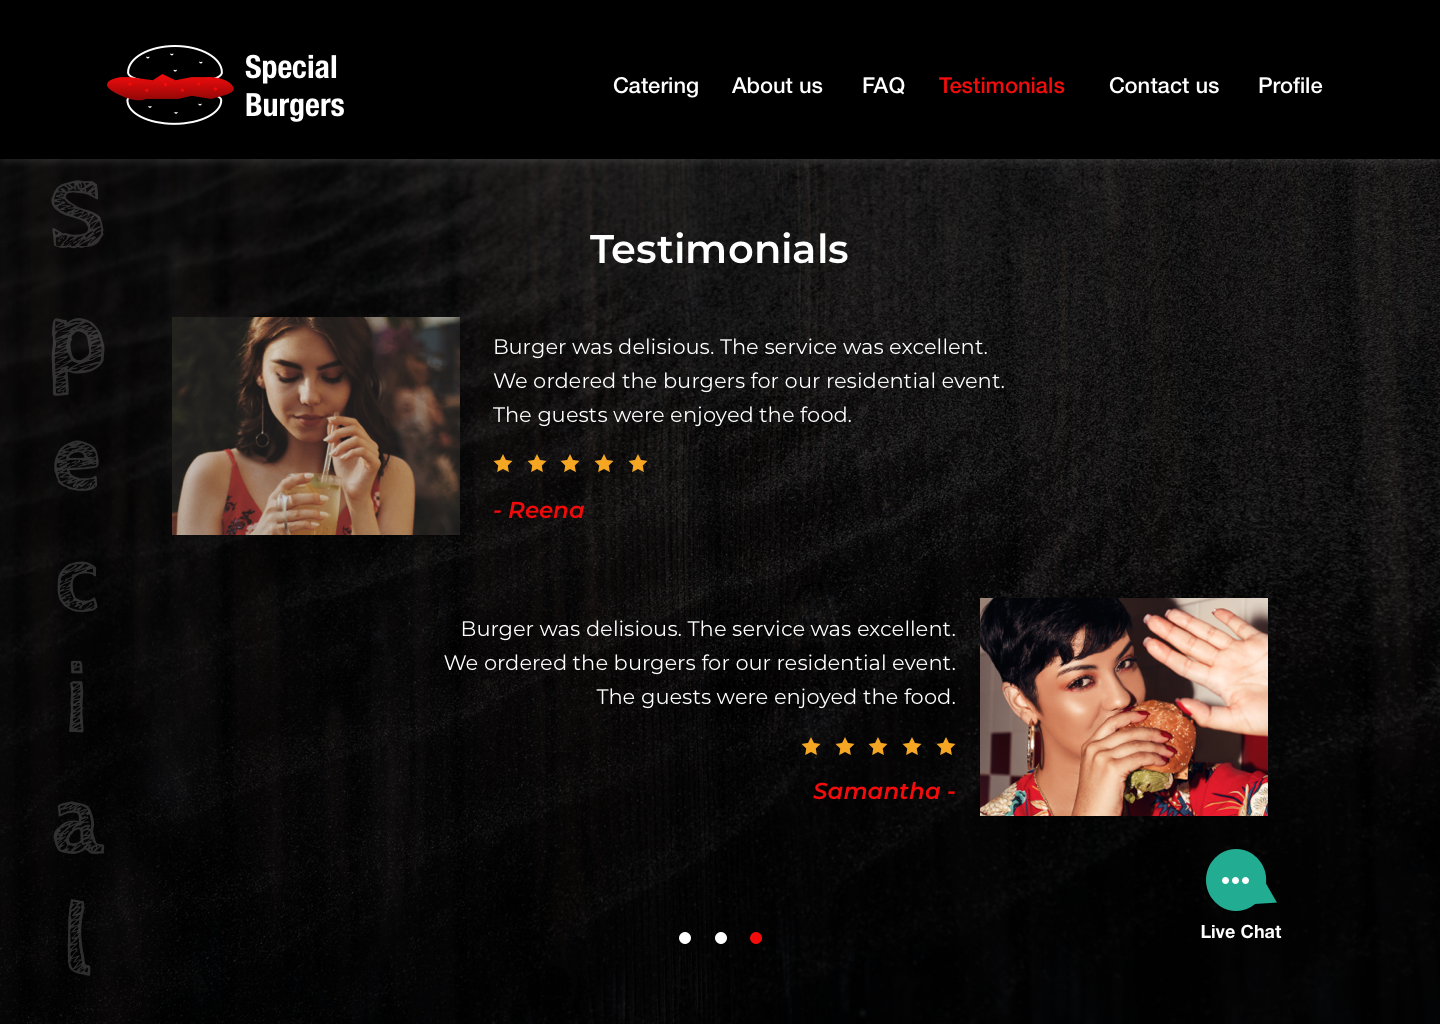 Special
Burgers
Catering About us FAQ Testimonials Contact us Profile
Special
Testimonials
Burger was delisious. The service was excellent.
We ordered the burgers for our residential event.
The guests were enjoyed the food.
- Reena
Burger was delisious. The service was excellent.
We ordered the burgers for our residential event.
The guests were enjoyed the food.
Samantha -
Live Chat